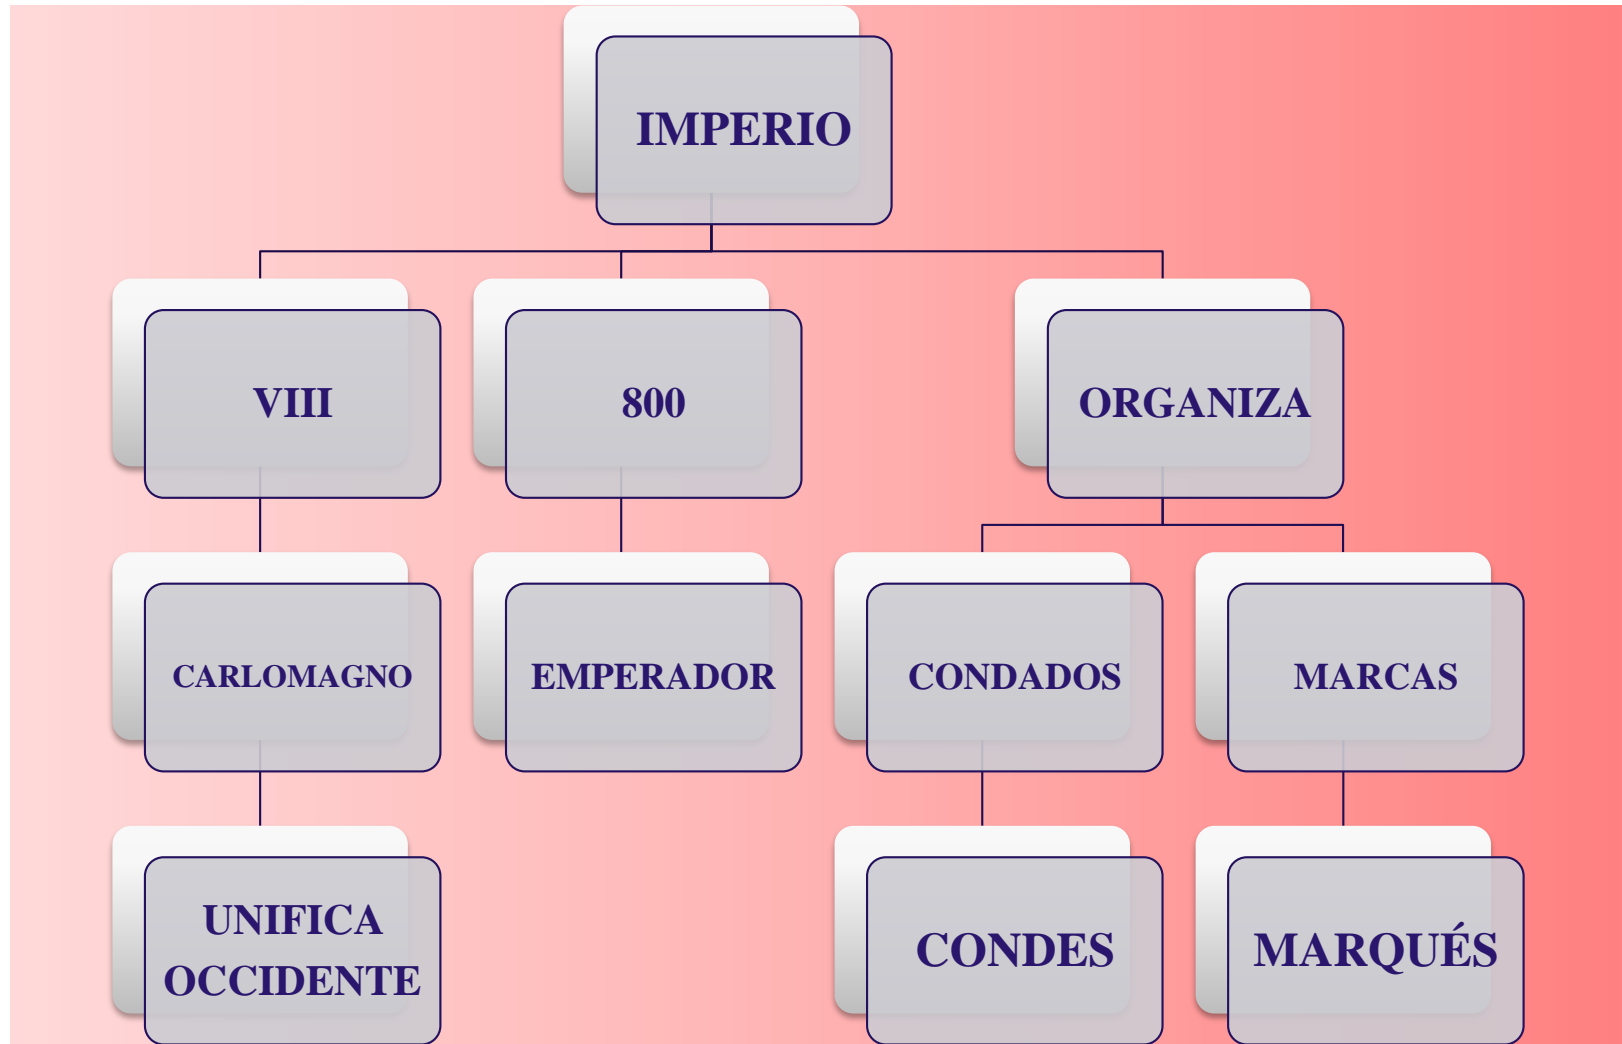 IMPERIO
VIII
800
ORGANIZA
CARLOMAGNO
EMPERADOR
CONDADOS
MARCAS
UNIFICA
OCCIDENTE
CONDES
MARQUÉS